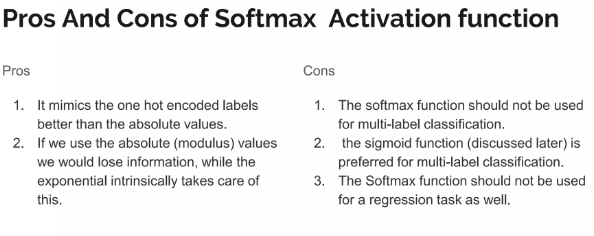 Pros And Cons of Softmax Activation function
Pros
1. It mimics the one hot encoded labels
better than the absolute values.
2. If we use the absolute (modulus) values
we would lose information, while the
exponential intrinsically takes care of
this.
Cons
1. The softmax function should not be used
for multi-label classification.
2. the sigmoid function (discussed later) is
preferred for multi-label classification.
3. The Softmax function should not be used
for a regression task as well.